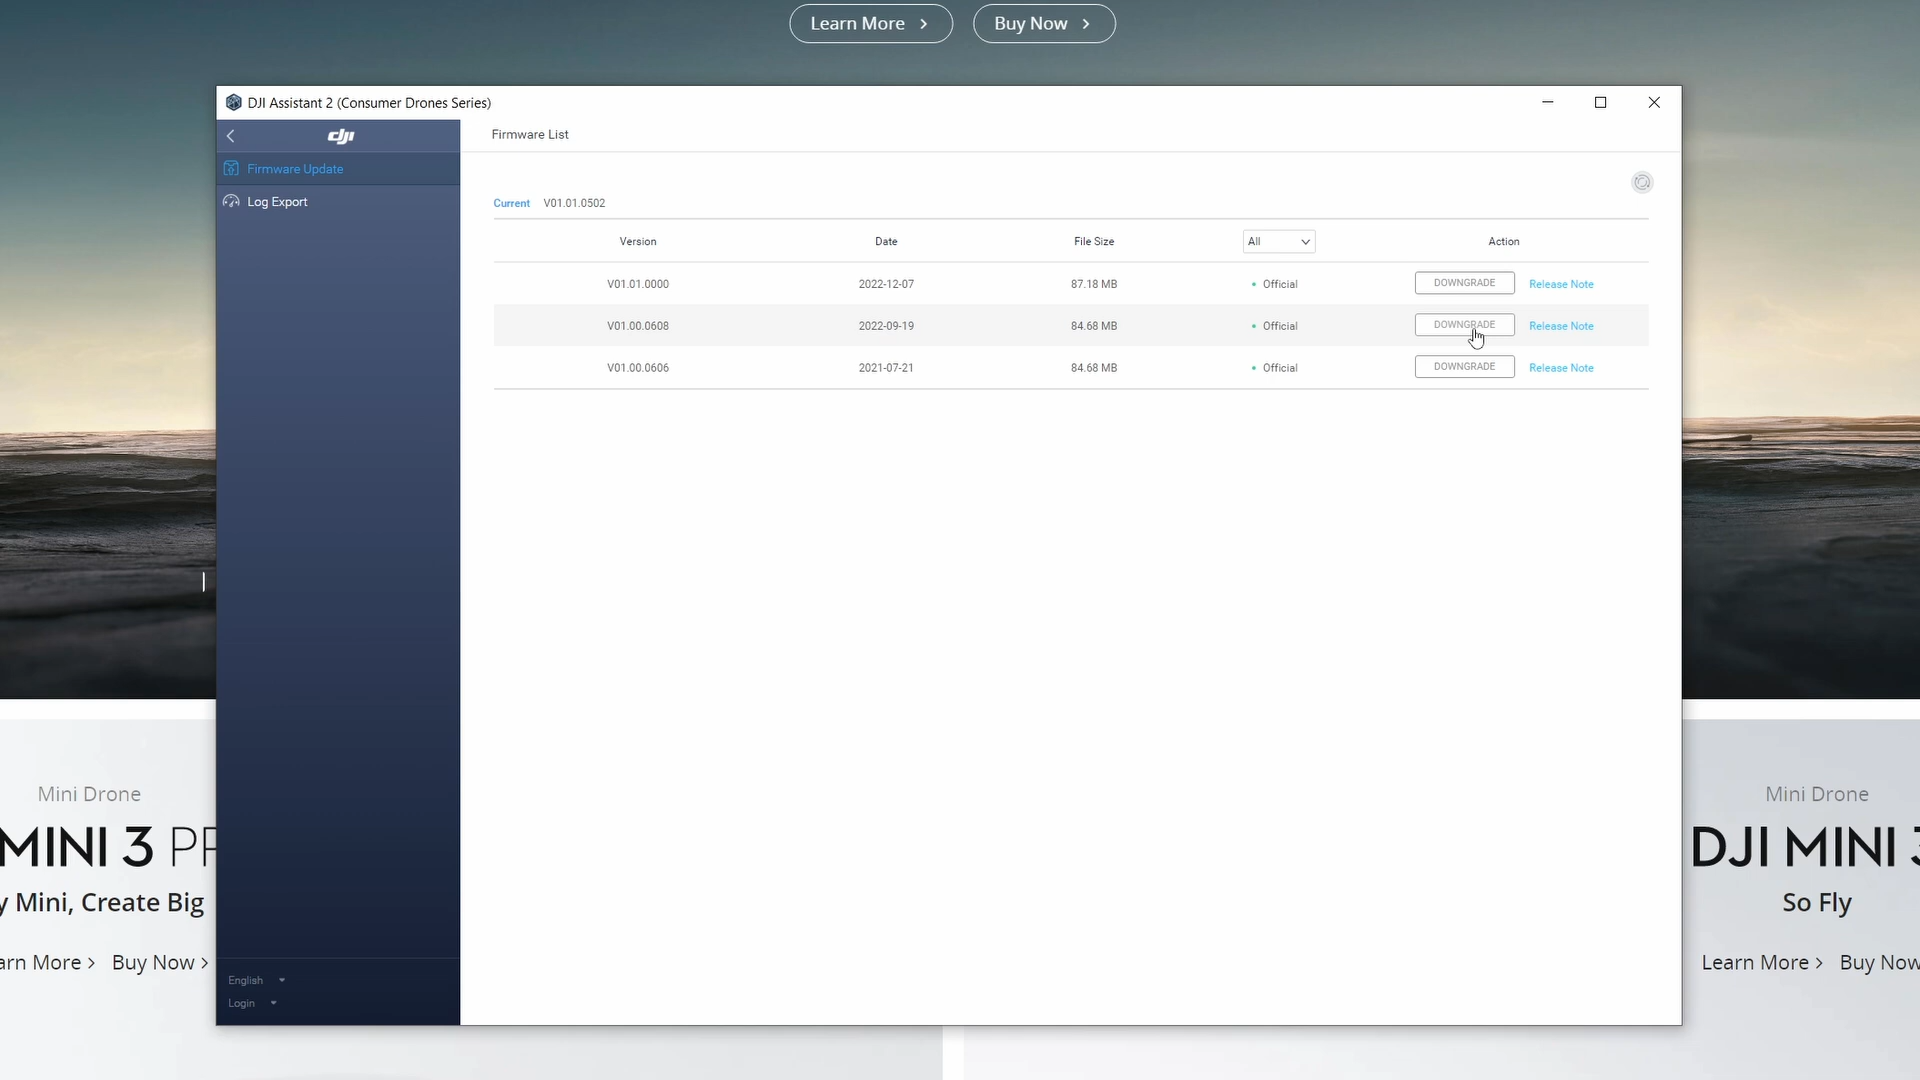 Learn More >
Buy Now >
DJI Assistant 2 (Consumer Drones Series)
dji
Firmware List
Firmware Update
Log Export
Current V01.01.0502
Version Date File Size All Action
V01.01.0000 2022-12-07 87.18 MB Official DOWNGRADE Release Note
V01.00.0608 2022-09-19 84.68 MB Official DOWNGRADE Release Note
V01.00.0606 2021-07-21 84.68 MB Official DOWNGRADE Release Note
English
Login
Mini Drone
MINI 3 PR
y Mini, Create Big
arn More > Buy Now >
Mini Drone
DJI MINI 3
So Fly
Learn More > Buy Now